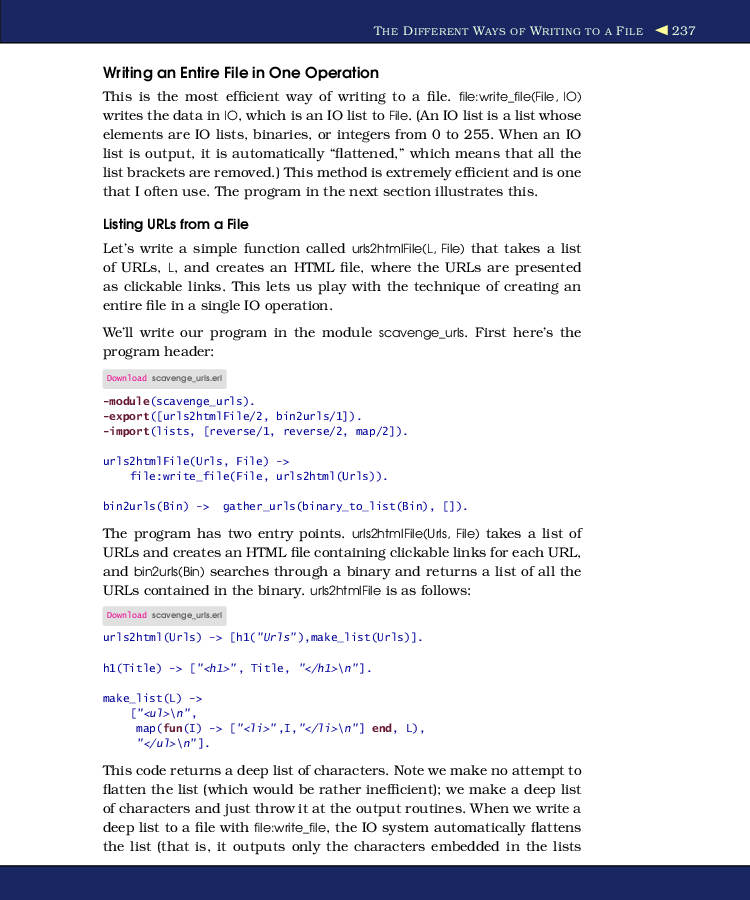 THE DIFFERENT WAYS OF WRITING TO A FILE ◀ 237
Writing an Entire File in One Operation
This is the most efficient way of writing to a file. file:write_file(File, IO)
writes the data in IO, which is an IO list to File. (An IO list is a list whose
elements are IO lists, binaries, or integers from 0 to 255. When an IO
list is output, it is automatically “flattened,” which means that all the
list brackets are removed.) This method is extremely efficient and is one
that I often use. The program in the next section illustrates this.
Listing URLs from a File
Let’s write a simple function called urls2htmlFile(L, File) that takes a list
of URLs, L, and creates an HTML file, where the URLs are presented
as clickable links. This lets us play with the technique of creating an
entire file in a single IO operation.
We’ll write our program in the module scavenge_urls. First here’s the
program header:
Download scavenge_urls.erl
-module(scavenge_urls).
-export([urls2htmlFile/2, bin2urls/1]).
-import(lists, [reverse/1, reverse/2, map/2]).
urls2htmlFile(Urls, File) ->
    file:write_file(File, urls2html(Urls)).
bin2urls(Bin) ->  gather_urls(binary_to_list(Bin), []).
The program has two entry points. urls2htmlFile(Urls, File) takes a list of
URLs and creates an HTML file containing clickable links for each URL,
and bin2urls(Bin) searches through a binary and returns a list of all the
URLs contained in the binary. urls2htmlFile is as follows:
Download scavenge_urls.erl
urls2html(Urls) -> [h1("Urls"),make_list(Urls)].
h1(Title) -> ["<h1>", Title, "</h1>\n"].
make_list(L) ->
    ["<ul>\n",
     map(fun(I) -> ["<li>",I,"</li>\n"] end, L),
     "</ul>\n"].
This code returns a deep list of characters. Note we make no attempt to
flatten the list (which would be rather inefficient); we make a deep list
of characters and just throw it at the output routines. When we write a
deep list to a file with file:write_file, the IO system automatically flattens
the list (that is, it outputs only the characters embedded in the lists